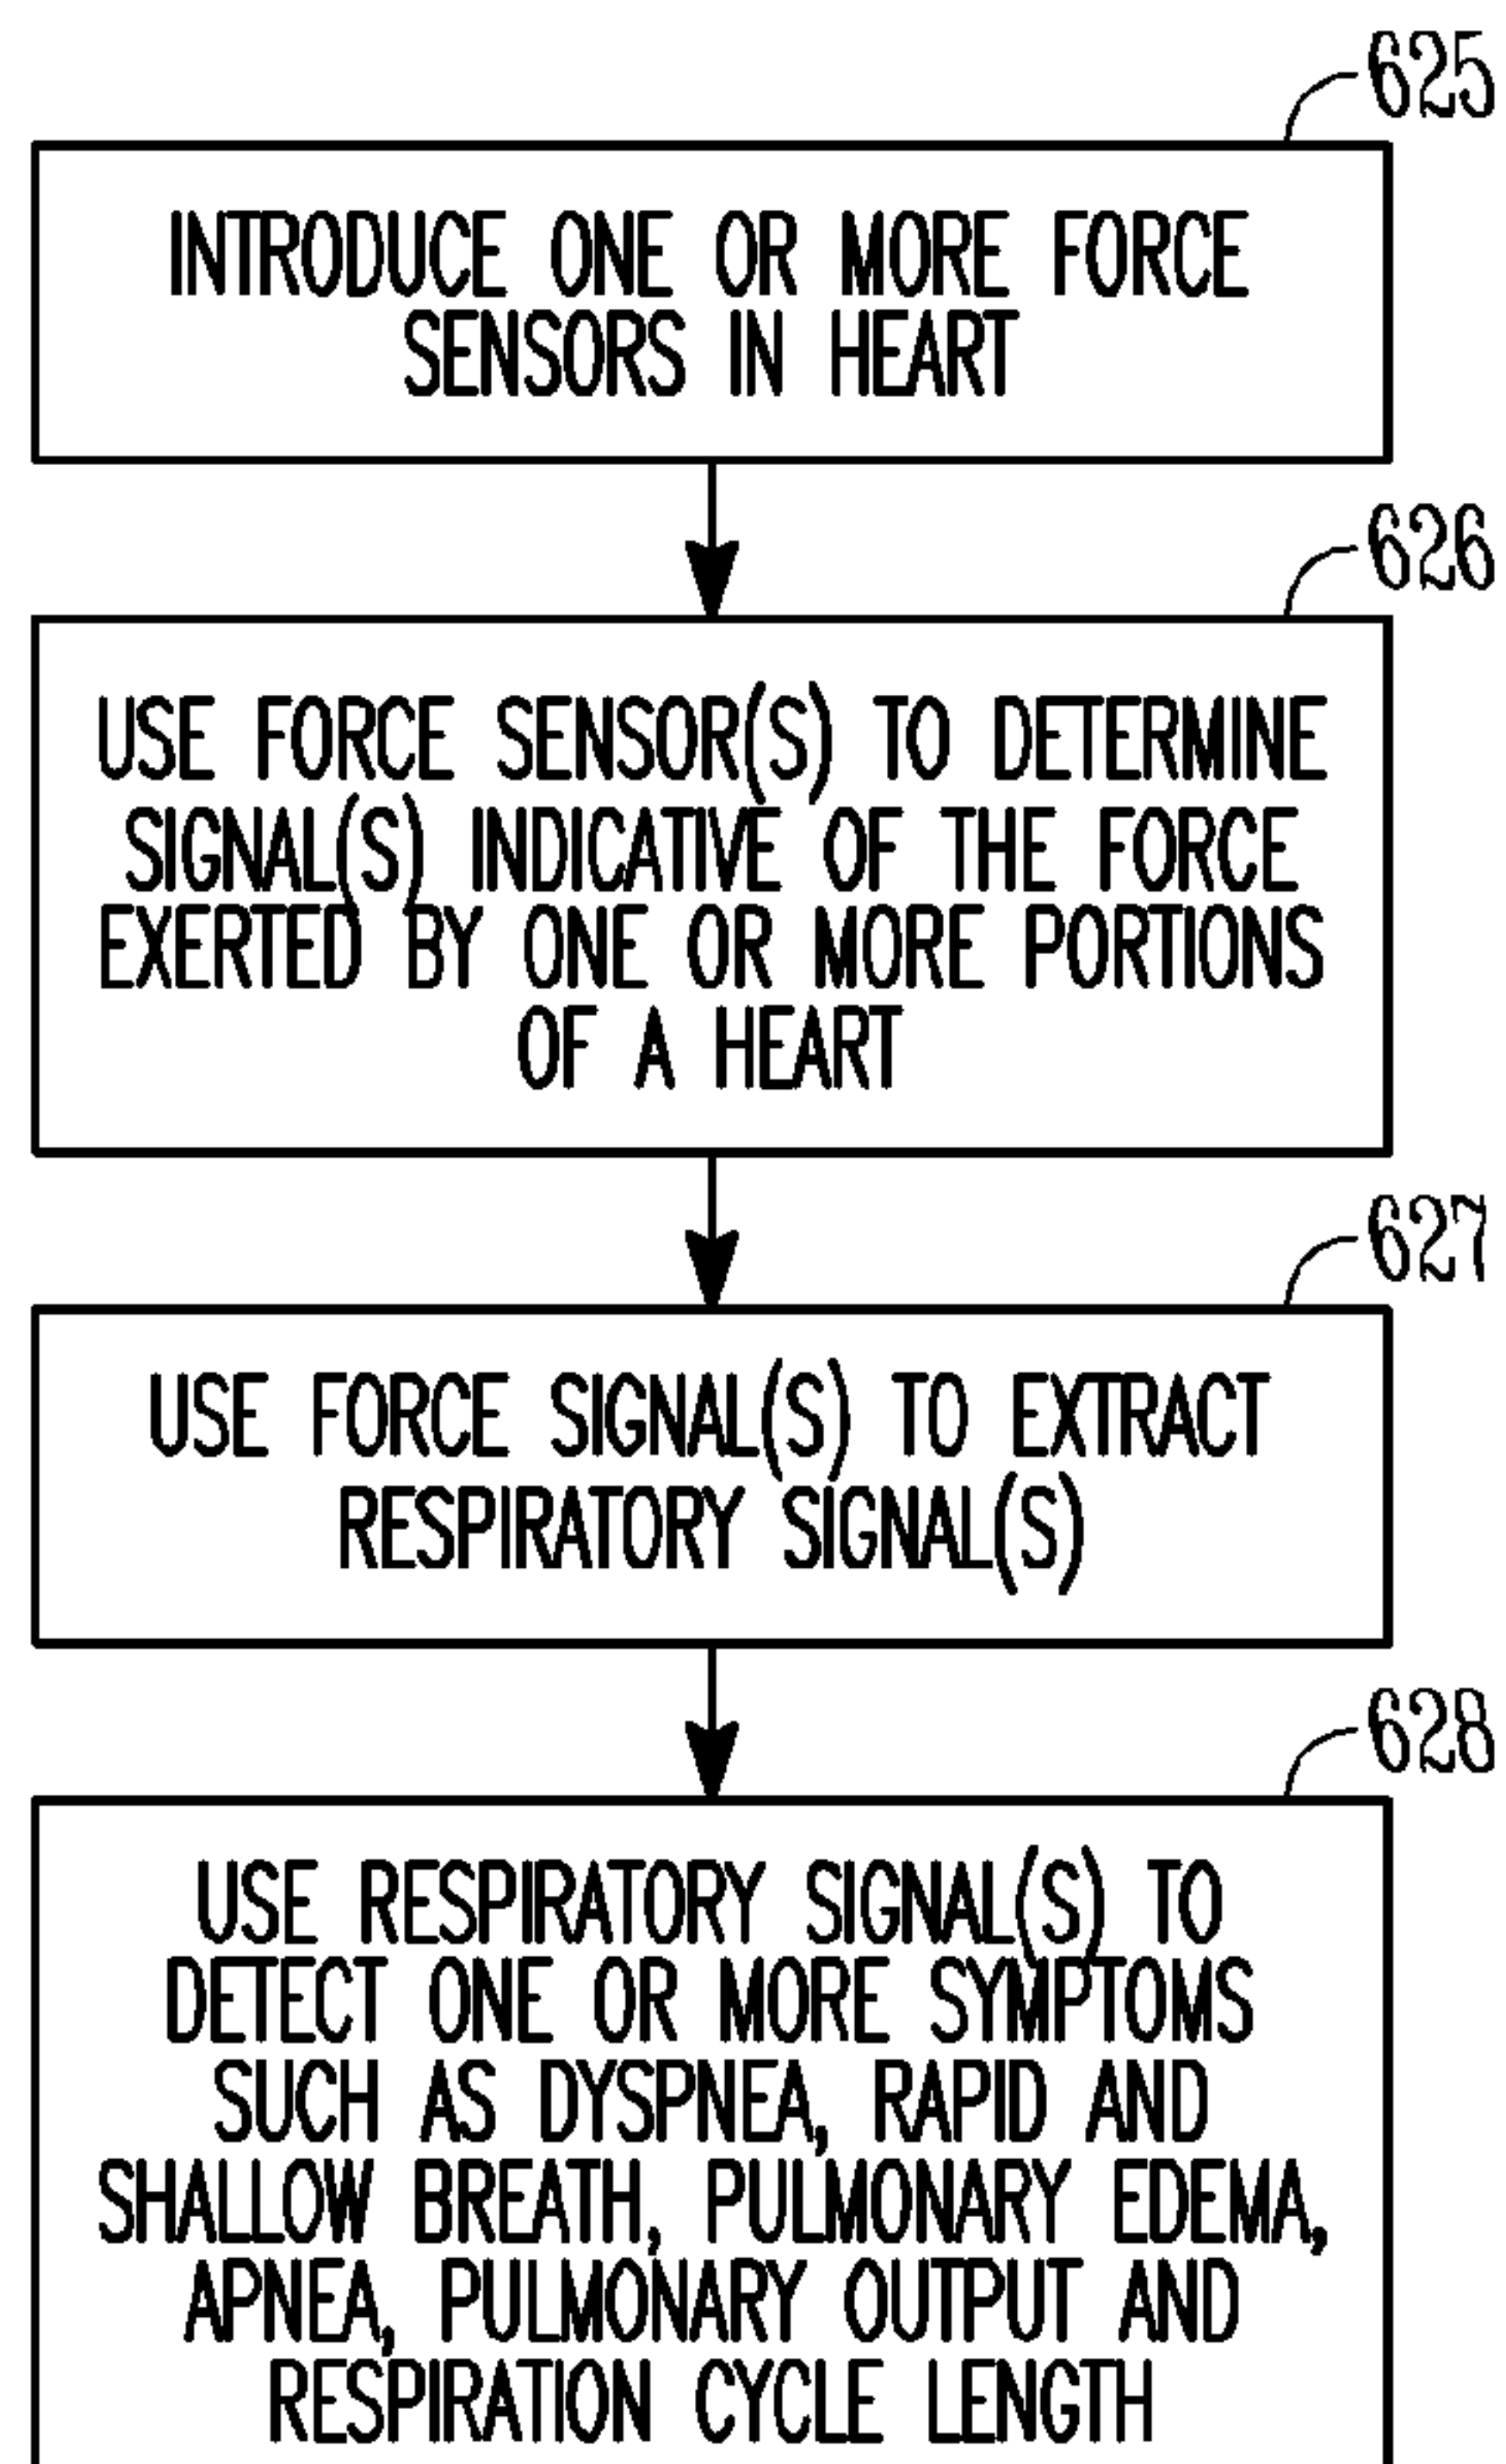 625
INTRODUCE ONE OR MORE FORCE
SENSORS IN HEART
626
USE FORCE SENSOR(S) TO DETERMINE
SIGNAL(S) INDICATIVE OF THE FORCE
EXERTED BY ONE OR MORE PORTIONS
OF A HEART
627
USE FORCE SIGNAL(S) TO EXTRACT
RESPIRATORY SIGNAL(S)
628
USE RESPIRATORY SIGNAL(S) TO
DETECT ONE OR MORE SYMPTOMS
SUCH AS DYSPNEA, RAPID AND
SHALLOW BREATH, PULMONARY EDEMA,
APNEA, PULMONARY OUTPUT AND
RESPIRATION CYCLE LENGTH